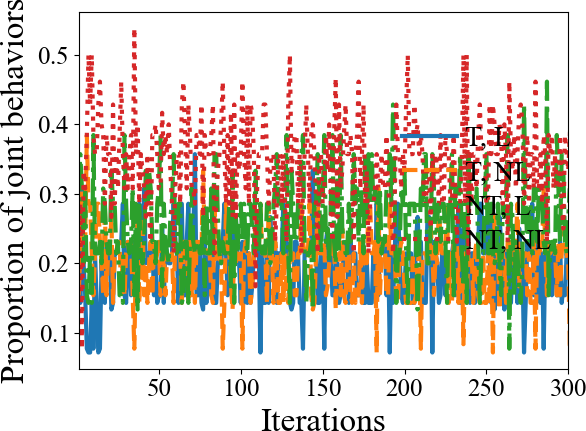 Proportion of joint behaviors
0.5
0.4
0.3
0.2
0.1
T, L
T, NL
NT, L
NT, NL
50
100
150
200
250
300
Iterations